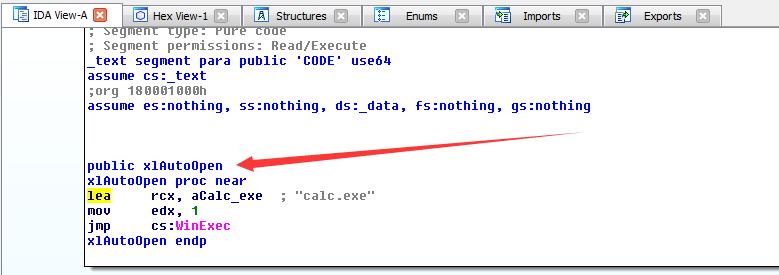 IDA View-A Hex View-1 Structures Enums Imports Exports
; Segment type: Pure code
; Segment permissions: Read/Execute
_text segment para public 'CODE' use64
assume cs:_text
;org 180001000h
assume es:nothing, ss:nothing, ds:_data, fs:nothing, gs:nothing
public xlAutoOpen
xlAutoOpen proc near
lea rcx, aCalc_exe ; "calc.exe"
mov edx, 1
jmp cs:WinExec
xlAutoOpen endp